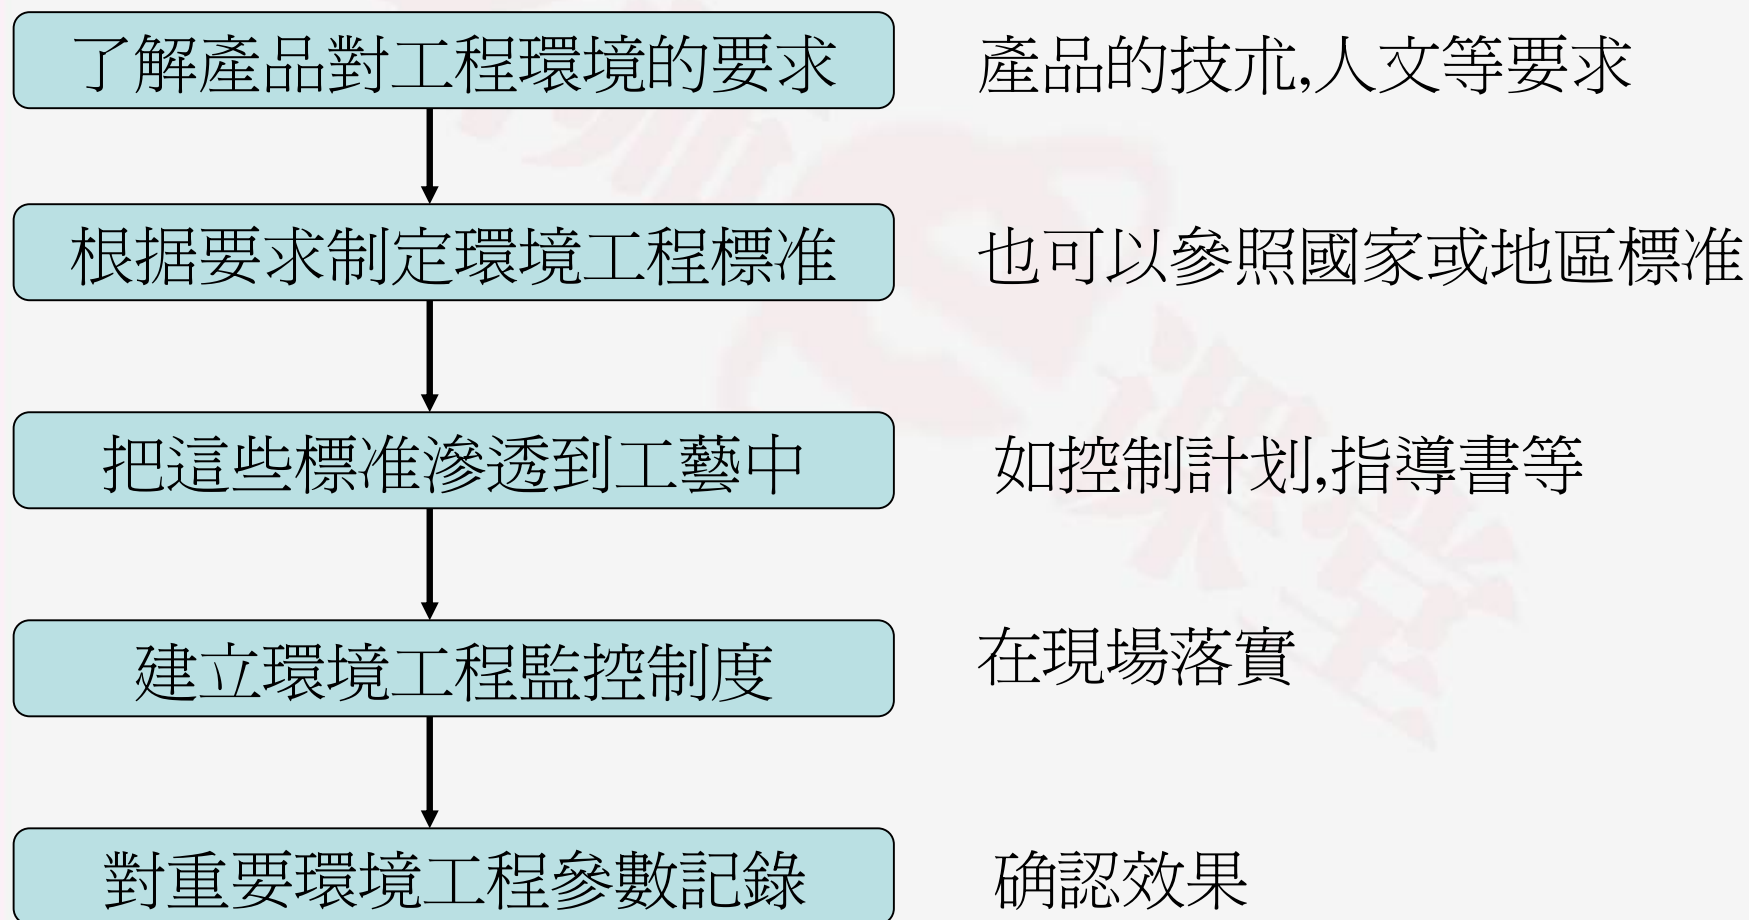 了解產品對工程環境的要求
產品的技朮,人文等要求
根据要求制定環境工程標准
也可以參照國家或地區標准
把這些標准滲透到工藝中
如控制計划,指導書等
建立環境工程監控制度
在現場落實
對重要環境工程參數記錄
确認效果